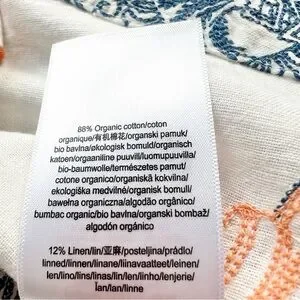 88% Organic cotton/coton
organique/有机棉花/organski pamuk/
bio bavlna/økologisk bomuld/organisch
katoen/orgaaniline puuvill/luomupuuvilla/
bio-baumwolle/természetes pamut/
cotone organico/organiskā kokvilna/
ekologiška medvilnė/organisk bomull/
bawełna organiczna/algodão orgânico/
bumbac organic/bio bavlna/organski bombaž/
algodón orgánico
12% Linen/lin/亚麻/posteljina/prádlo/
linned/linnen/linane/liinavaatteet/leinen/
len/lino/lins/linas/lin/len/linho/lenjerie/
ľan/lan/linne